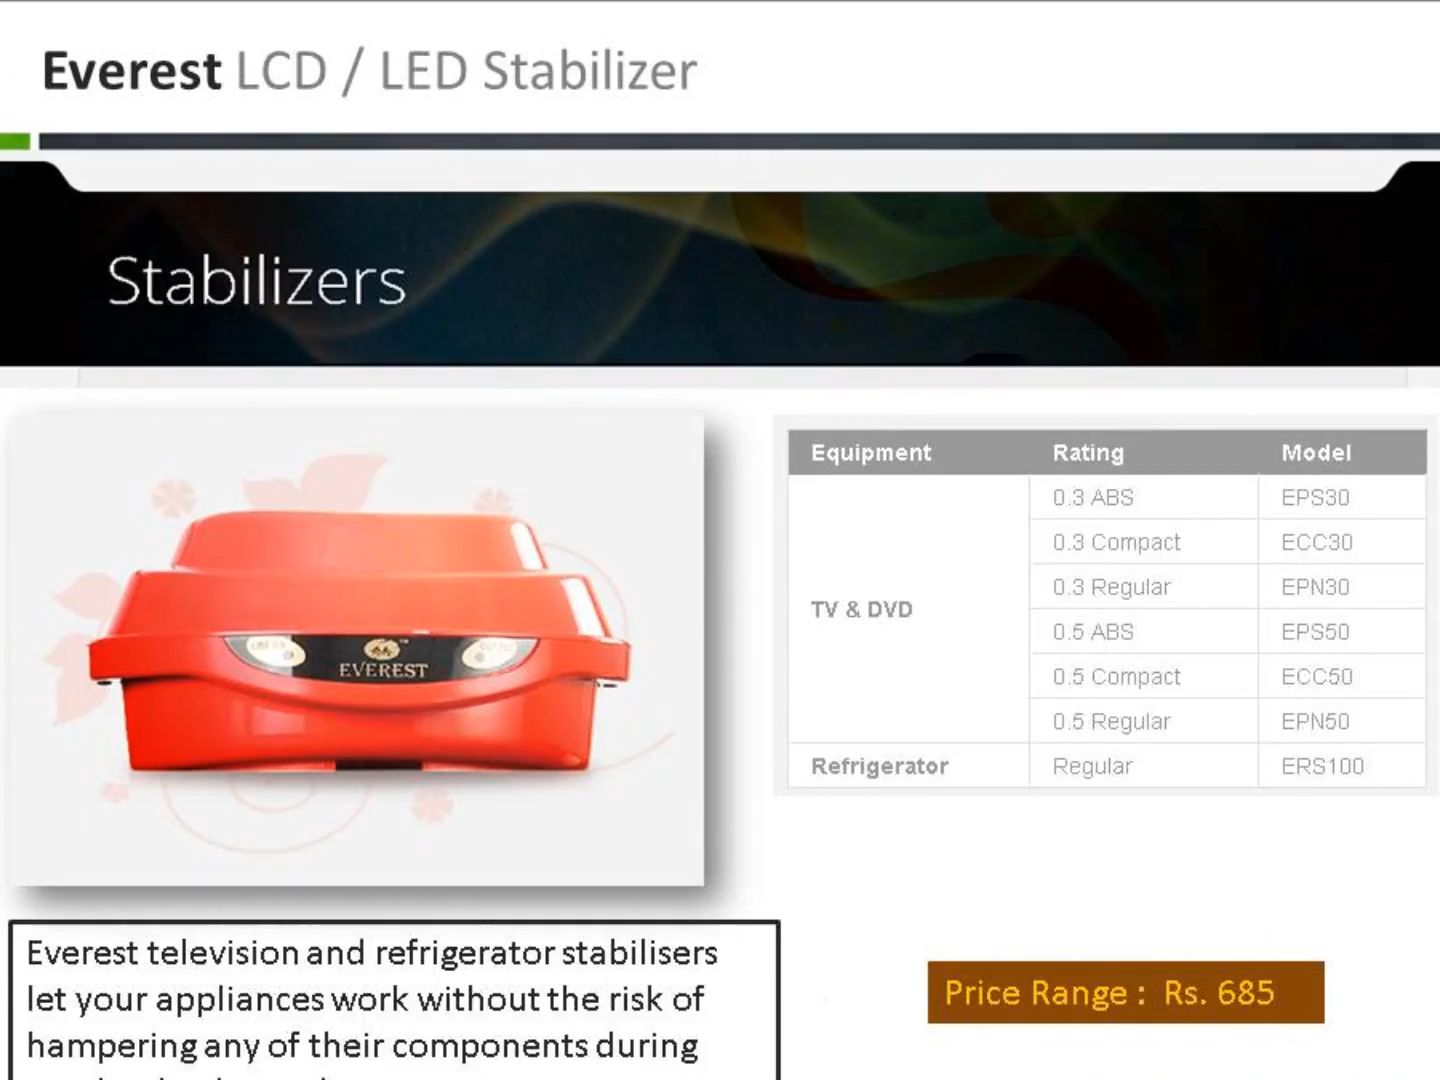 Everest LCD / LED Stabilizer
Stabilizers
EVEREST
Equipment Rating Model
TV & DVD
0.3 ABS EPS30
0.3 Compact ECC30
0.3 Regular EPN30
0.5 ABS EPS50
0.5 Compact ECC50
0.5 Regular EPN50
Refrigerator Regular ERS100
Everest television and refrigerator stabilisers
let your appliances work without the risk of
hampering any of their components during
Price Range : Rs. 685